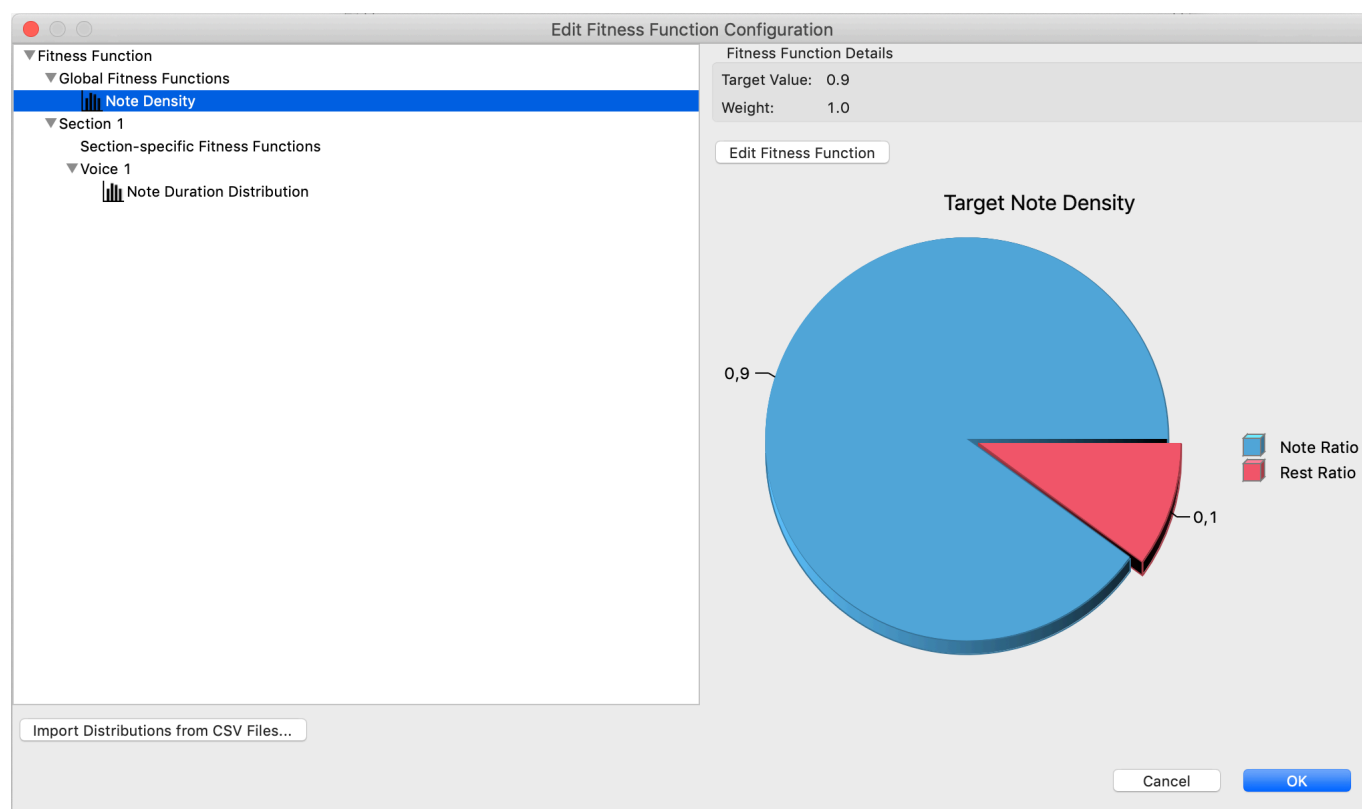 Edit Fitness Function Configuration
Fitness Function
Global Fitness Functions
Note Density
Section 1
Section-specific Fitness Functions
Voice 1
Note Duration Distribution
Import Distributions from CSV Files...
Fitness Function Details
Target Value: 0.9
Weight: 1.0
Edit Fitness Function
Target Note Density
0,9
0,1
Note Ratio
Rest Ratio
Cancel
OK